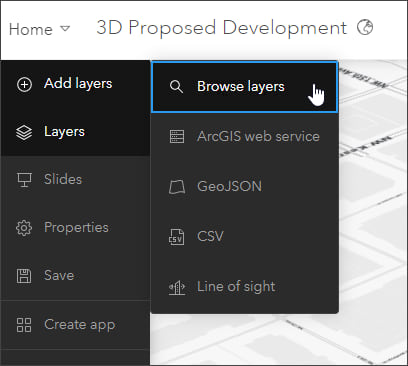 Home 3D Proposed Development
Add layers
Browse layers
Layers
ArcGIS web service
Slides
GeoJSON
Properties
CSV
CSV
Save
Line of sight
Create app